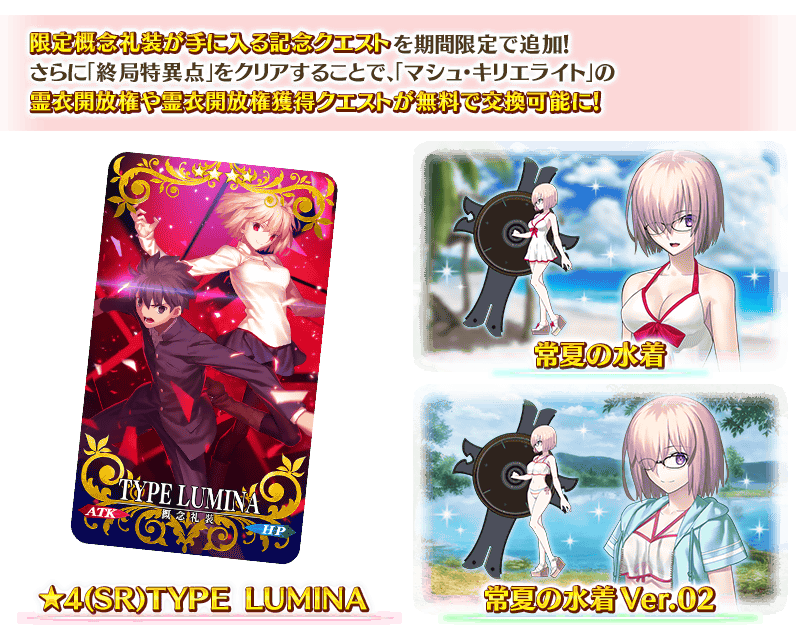 限定概念礼装が手に入る記念クエストを期間限定で追加!
さらに「終局特異点」をクリアすることで、「マシュ・キリエライト」の
霊衣開放権や霊衣開放権獲得クエストが無料で交換可能に!
TYPE LUMINA
ATK
概念礼装
HP
★4(SR)TYPE LUMINA
常夏の水着
常夏の水着 Ver.02